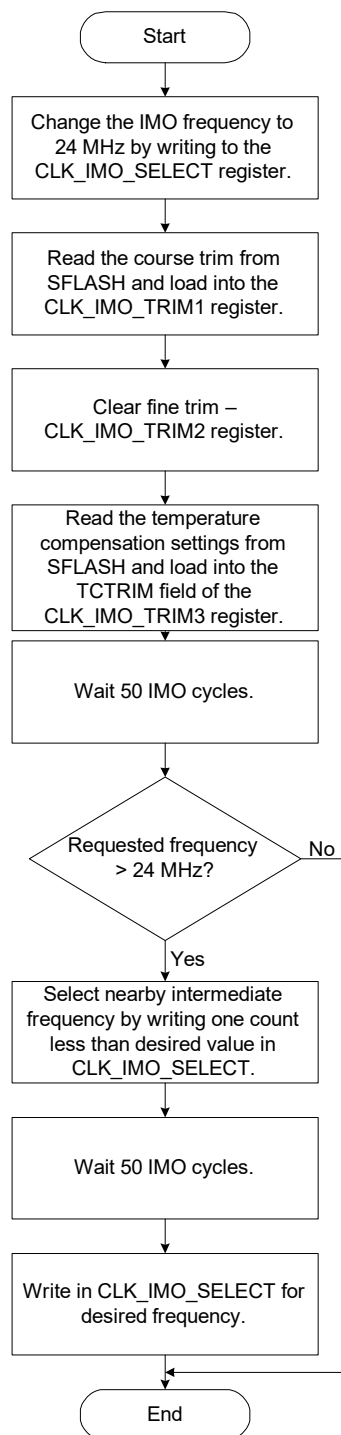 Start
Change the IMO frequency to
24 MHz by writing to the
CLK_IMO_SELECT register.
Read the course trim from
SFLASH and load into the
CLK_IMO_TRIM1 register.
Clear fine trim –
CLK_IMO_TRIM2 register.
Read the temperature
compensation settings from
SFLASH and load into the
TCTRIM field of the
CLK_IMO_TRIM3 register.
Wait 50 IMO cycles.
Requested frequency
> 24 MHz?
No
Yes
Select nearby intermediate
frequency by writing one count
less than desired value in
CLK_IMO_SELECT.
Wait 50 IMO cycles.
Write in CLK_IMO_SELECT for
desired frequency.
End